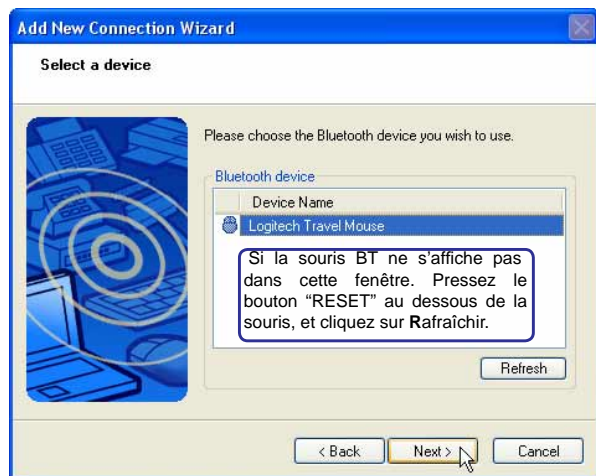 Add New Connection Wizard
Select a device
Please choose the Bluetooth device you wish to use.
Bluetooth device
Device Name
Logitech Travel Mouse
Si la souris BT ne s’affiche pas
dans cette fenêtre. Pressez le
bouton “RESET” au dessous de la
souris, et cliquez sur Rafraîchir.
Refresh
< Back
Next >
Cancel